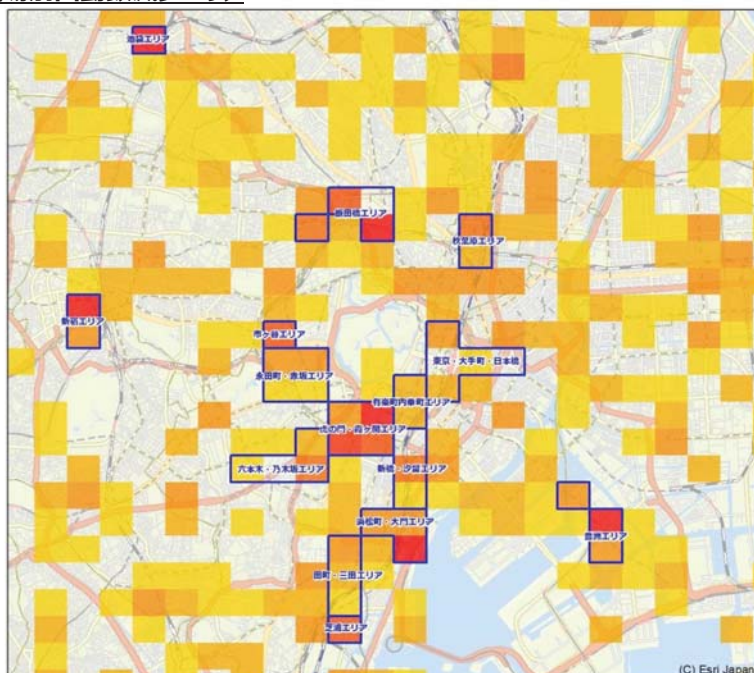 池袋エリア
飯田橋エリア
秋葉原エリア
新宿エリア
市ヶ谷エリア
東京・大手町・日本橋
永田町・赤坂エリア
有楽町内幸町エリア
虎の門・霞ヶ関エリア
六本木・乃木坂エリア
新橋・汐留エリア
浜松町・大門エリア
豊洲エリア
田町・三田エリア
芝浦エリア
(C) Esri Japan